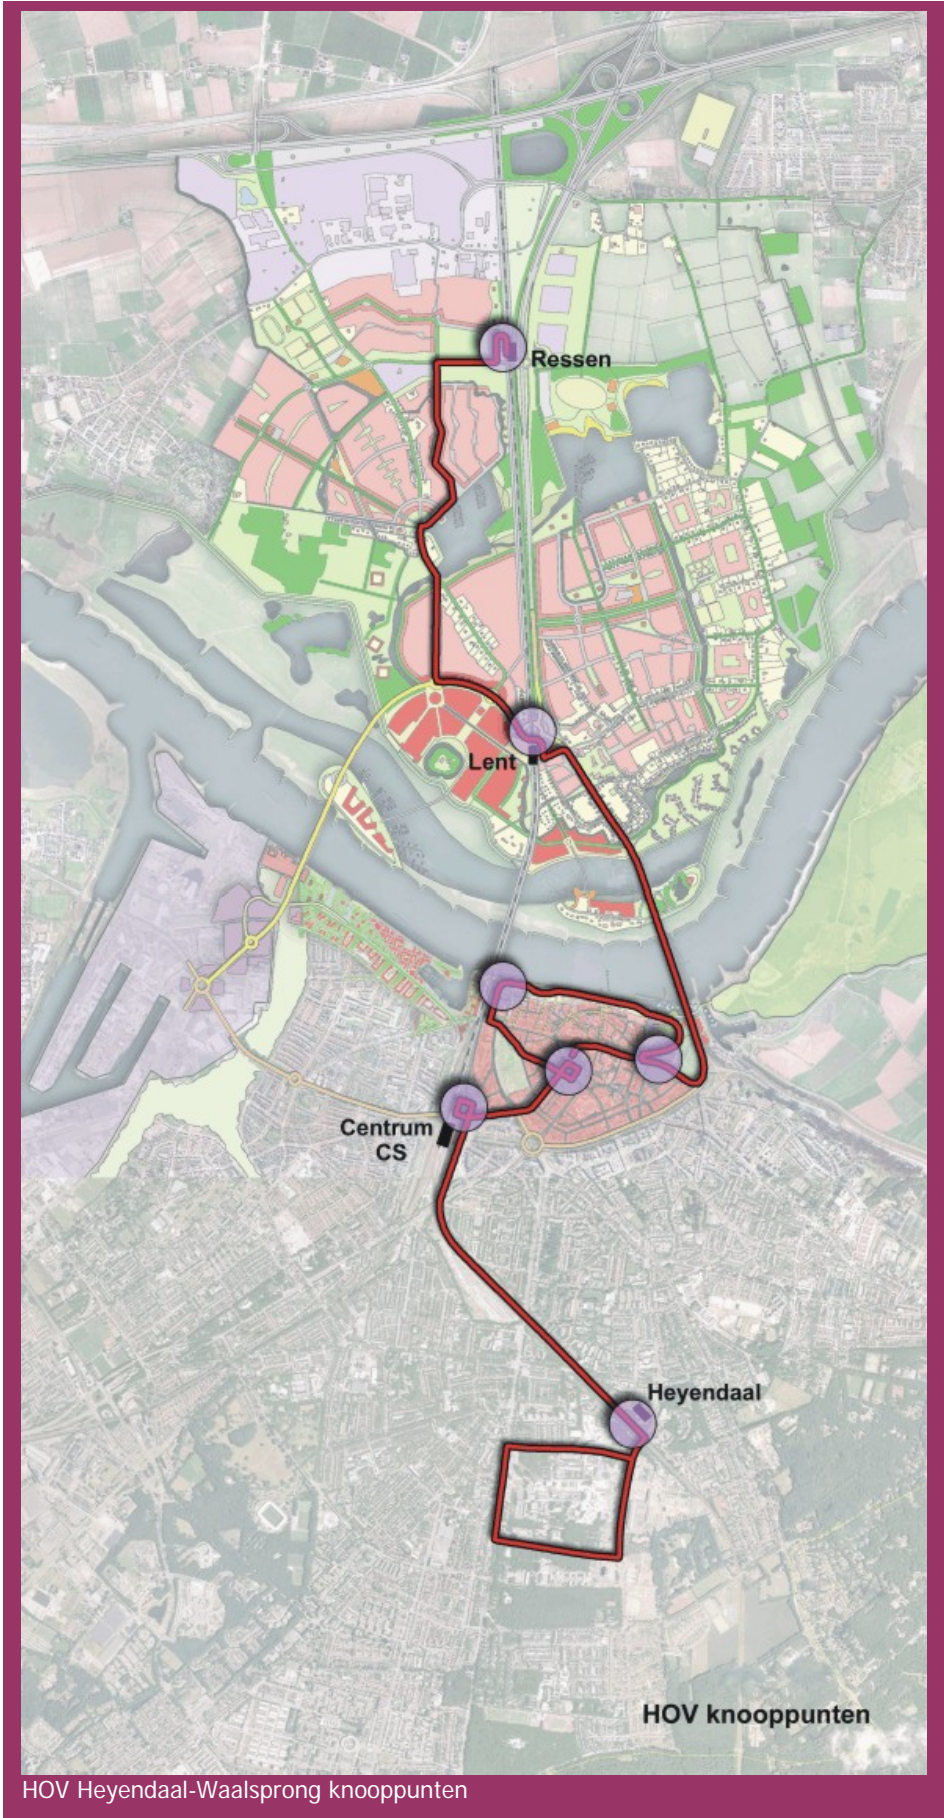 Ressen
Lent
Centrum
CS
Heyendaal
HOV knooppunten
HOV Heyendaal-Waalsprong knooppunten